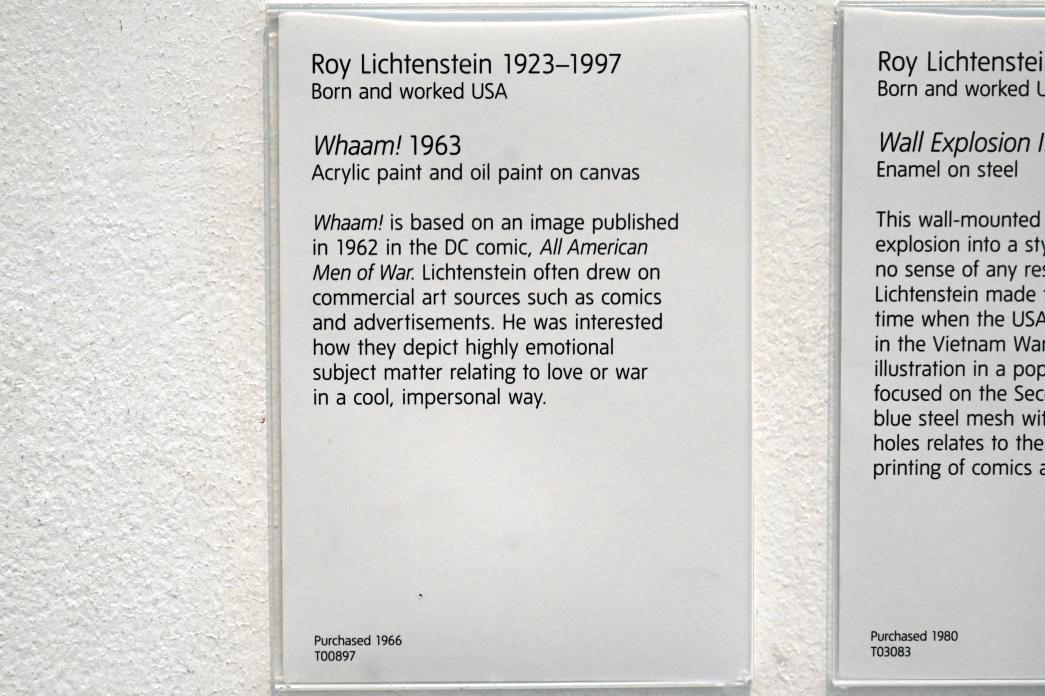 Roy Lichtenstein 1923–1997
Born and worked USA
Whaam! 1963
Acrylic paint and oil paint on canvas
Whaam! is based on an image published
in 1962 in the DC comic, All American
Men of War. Lichtenstein often drew on
commercial art sources such as comics
and advertisements. He was interested
how they depict highly emotional
subject matter relating to love or war
in a cool, impersonal way.
Purchased 1966
T00897
Roy
Born and worked
Wall Explosion
Enamel on steel
This wall-mounted
explosion into a
no sense of any
Lichtenstein made
time when the USA
in the Vietnam War
illustration in a
focused on the
blue steel mesh
holes relates to the
printing of comics
Purchased 1980
T03083